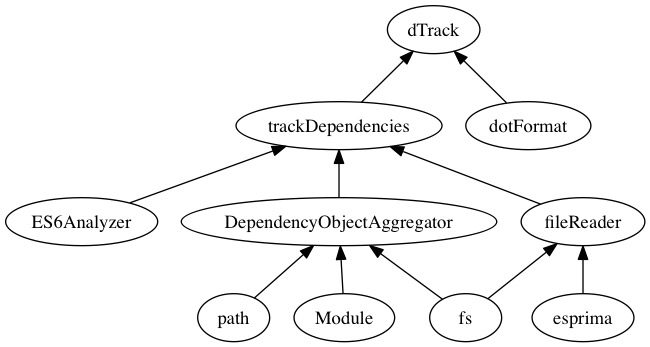 dTrack
trackDependencies
dotFormat
ES6Analyzer
DependencyObjectAggregator
fileReader
path
Module
fs
esprima